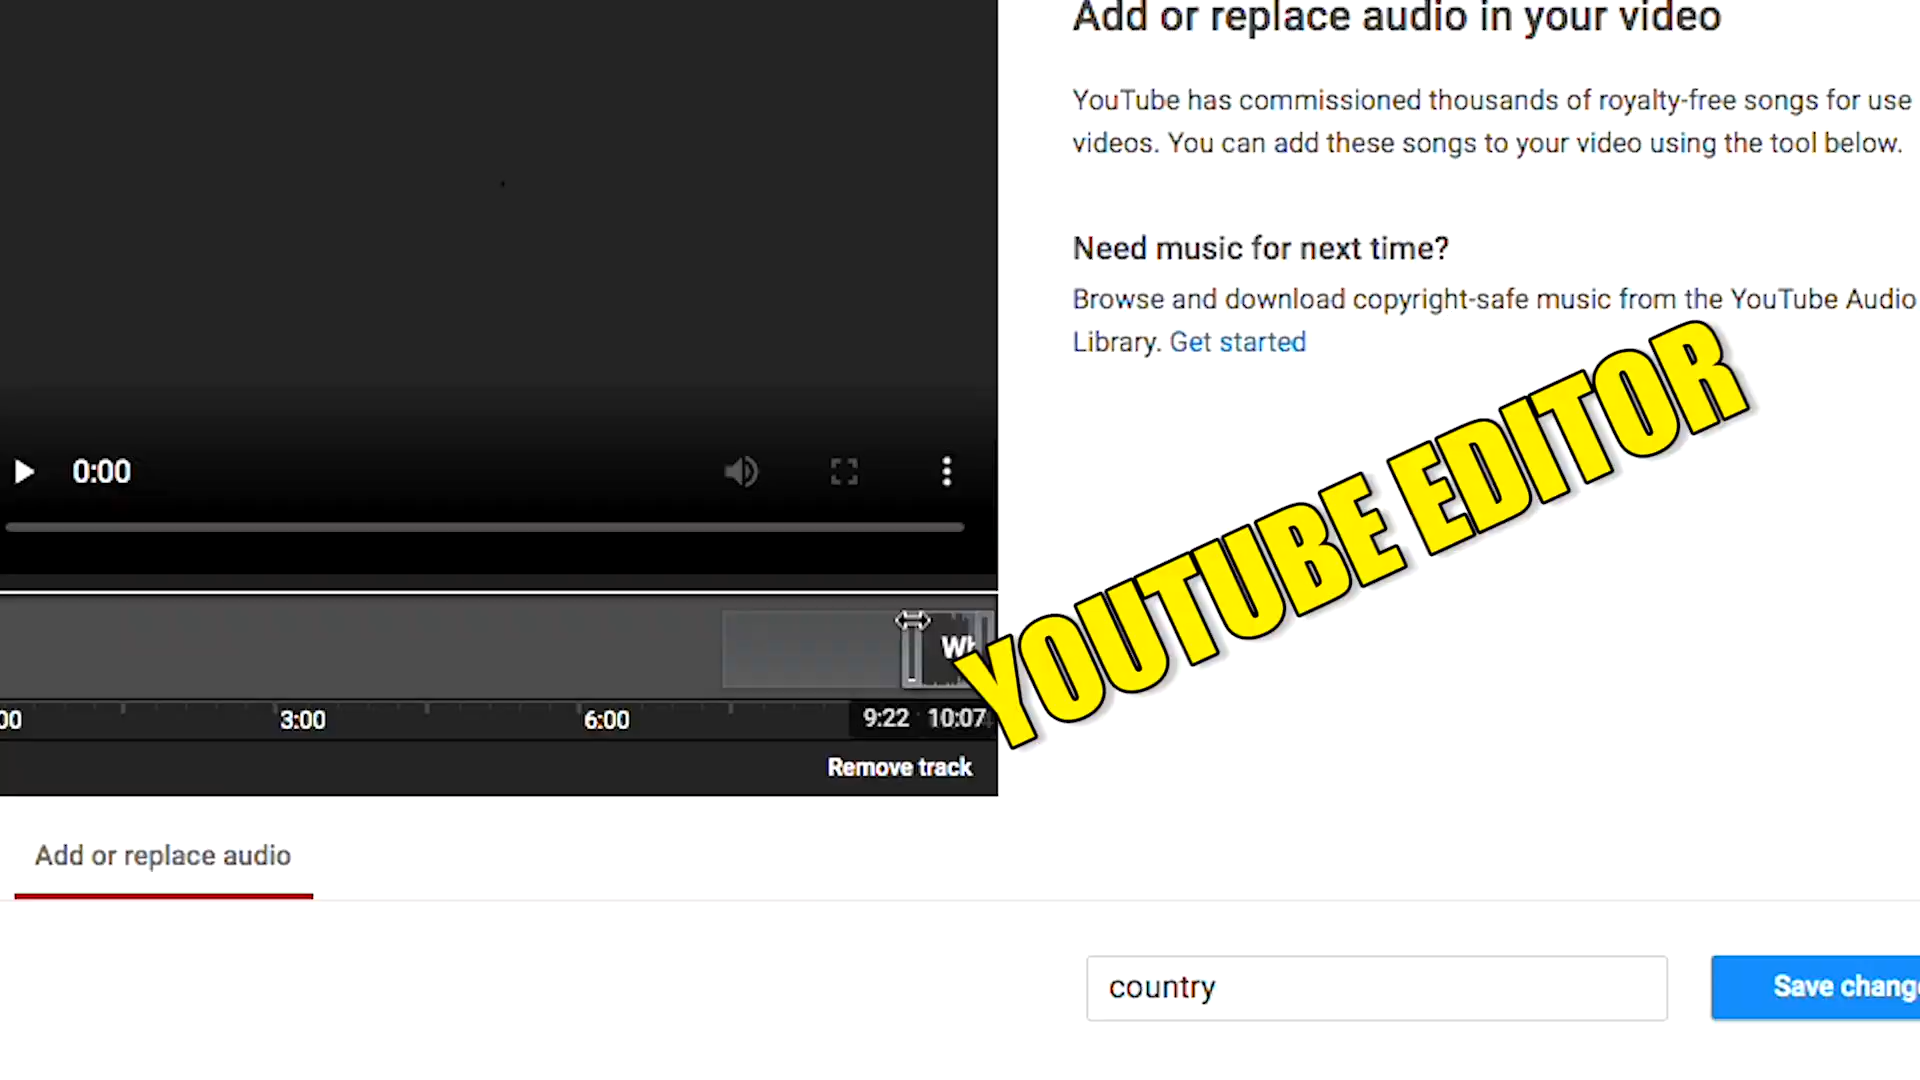 Add or replace audio in your video
YouTube has commissioned thousands of royalty-free songs for use
videos. You can add these songs to your video using the tool below.
Need music for next time?
Browse and download copyright-safe music from the YouTube Audio
Library. Get started
YOUTUBE EDITOR
0:00
3:00 6:00 9:22 10:07
Remove track
Add or replace audio
country
Save